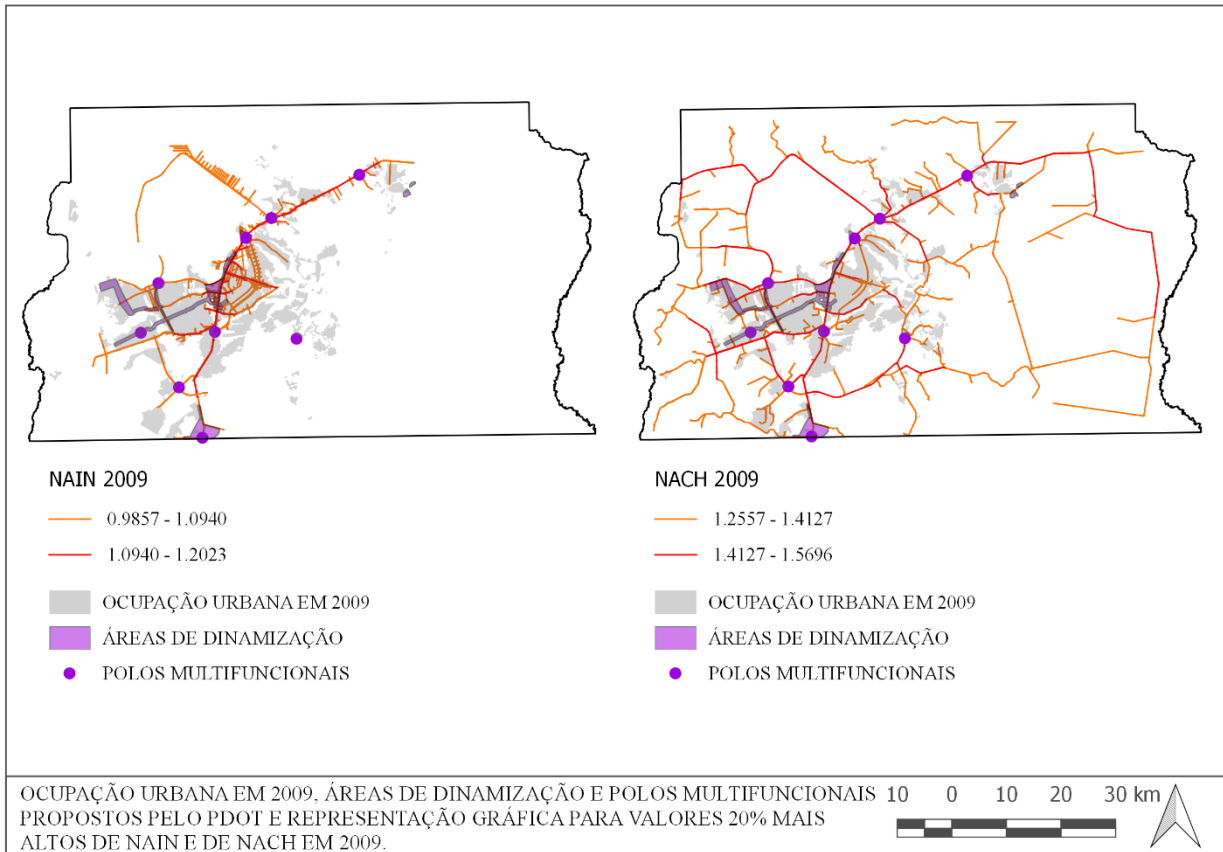 NAIN 2009
0.9857 - 1.0940
1.0940 - 1.2023
OCUPAÇÃO URBANA EM 2009
ÁREAS DE DINAMIZAÇÃO
POLOS MULTIFUNCIONAIS
NACH 2009
1.2557 - 1.4127
1.4127 - 1.5696
OCUPAÇÃO URBANA EM 2009
ÁREAS DE DINAMIZAÇÃO
POLOS MULTIFUNCIONAIS
OCUPAÇÃO URBANA EM 2009, ÁREAS DE DINAMIZAÇÃO E POLOS MULTIFUNCIONAIS
PROPOSTOS PELO PDOT E REPRESENTAÇÃO GRÁFICA PARA VALORES 20% MAIS
ALTOS DE NAIN E DE NACH EM 2009.
10 0 10 20 30 km